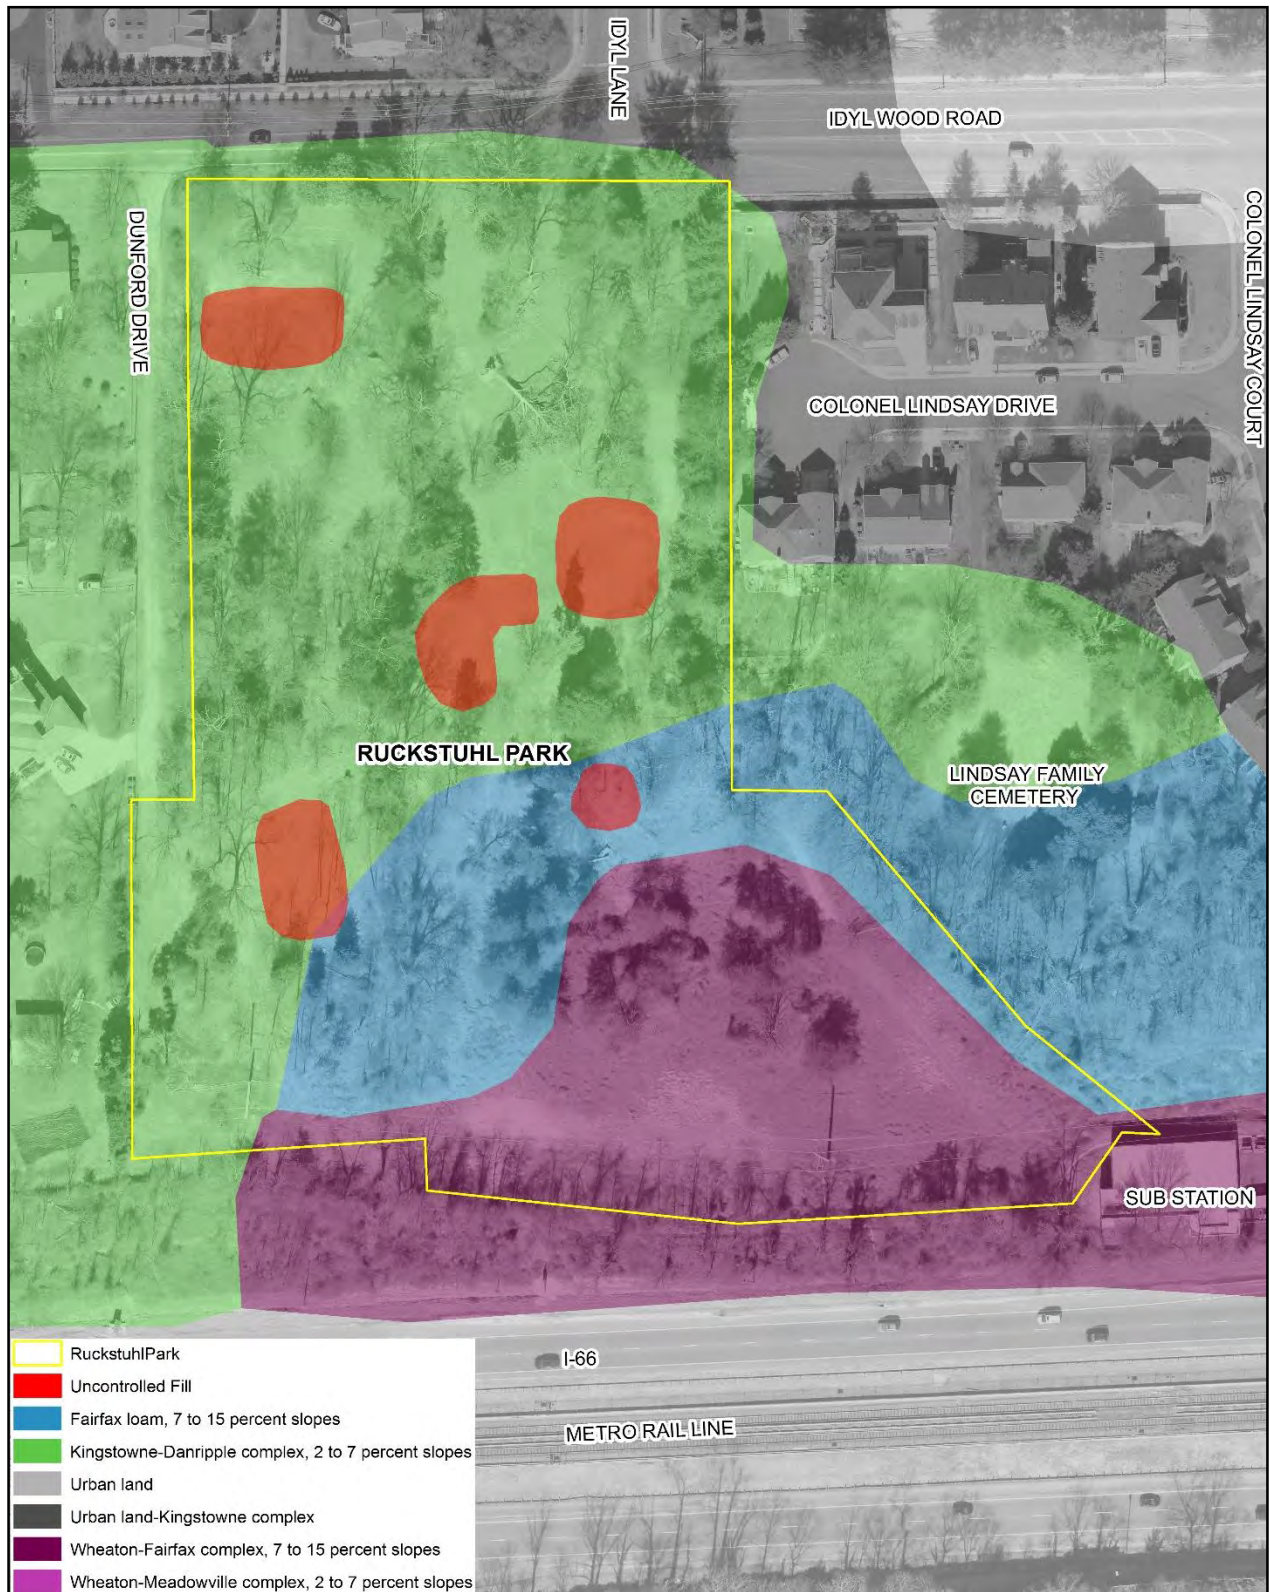 IDYL LANE
IDYL WOOD ROAD
DUNFORD DRIVE
COLONEL LINDSAY COURT
COLONEL LINDSAY DRIVE
RUCKSTUHL PARK
LINDSAY FAMILY
CEMETERY
SUB STATION
I-66
METRO RAIL LINE
RuckstuhlPark
Uncontrolled Fill
Fairfax loam, 7 to 15 percent slopes
Kingstowne-Danripple complex, 2 to 7 percent slopes
Urban land
Urban land-Kingstowne complex
Wheaton-Fairfax complex, 7 to 15 percent slopes
Wheaton-Meadowville complex, 2 to 7 percent slopes